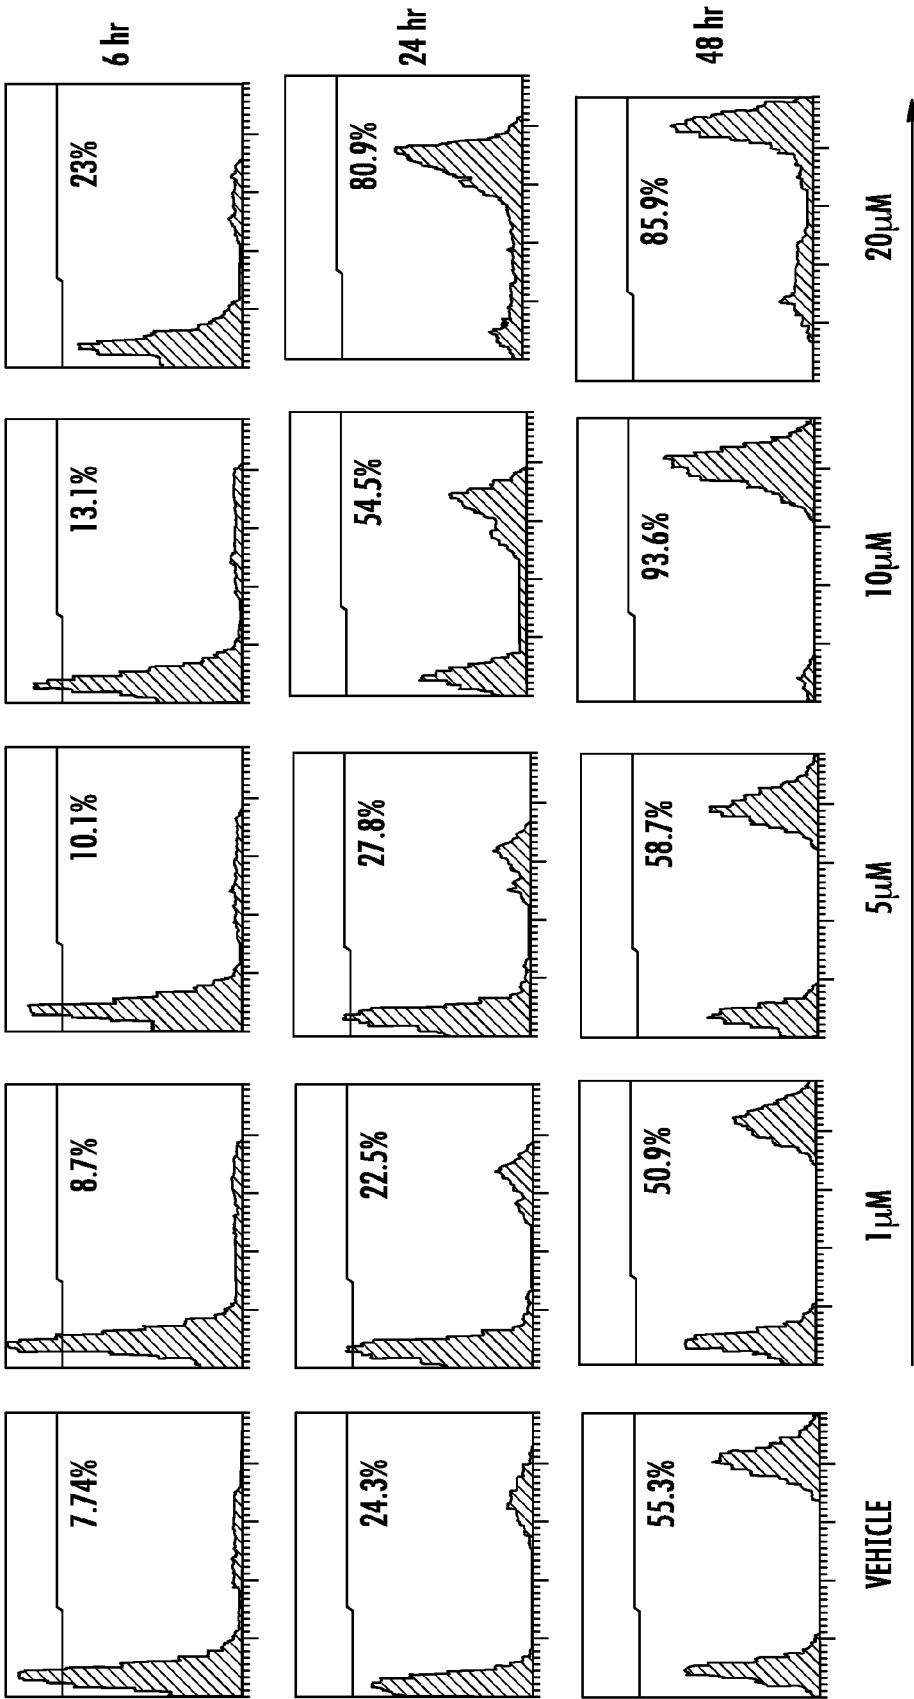 7.74%
8.7%
10.1%
13.1%
23%
6 hr
24.3%
22.5%
27.8%
54.5%
80.9%
24 hr
55.3%
50.9%
58.7%
93.6%
85.9%
48 hr
VEHICLE
1μM
5μM
10μM
20μM